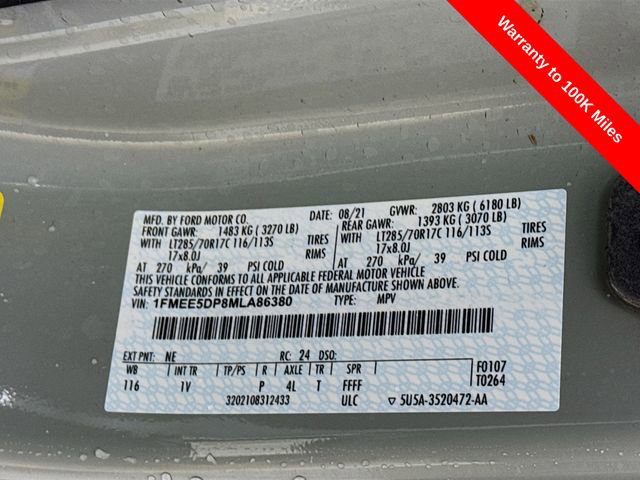 Warranty to 100K Miles
MFD. BY FORD MOTOR CO. DATE: 08/21 GVWR: 2803 KG ( 6180 LB)
FRONT GAWR: 1483 KG ( 3270 LB) REAR GAWR: 1393 KG ( 3070 LB)
WITH LT285/70R17C 116/113S TIRES WITH LT285/70R17C 116/113S TIRES
17x8.0J RIMS 17x8.0J RIMS
AT 270 kPa/ 39 PSI COLD AT 270 kPa/ 39 PSI COLD
THIS VEHICLE CONFORMS TO ALL APPLICABLE FEDERAL MOTOR VEHICLE
SAFETY STANDARDS IN EFFECT ON THE DATE OF MANUFACTURE SHOWN ABOVE.
VIN: 1FMEE5DP8MLA86380 TYPE: MPV
EXT PNT: NE RC: 24 DSO:
WB INT TR TP/PS R AXLE TR SPR F0107
116 1V P 4L T FFFF T0264
3202108312433 ULC ▽ 5U5A-3520472-AA